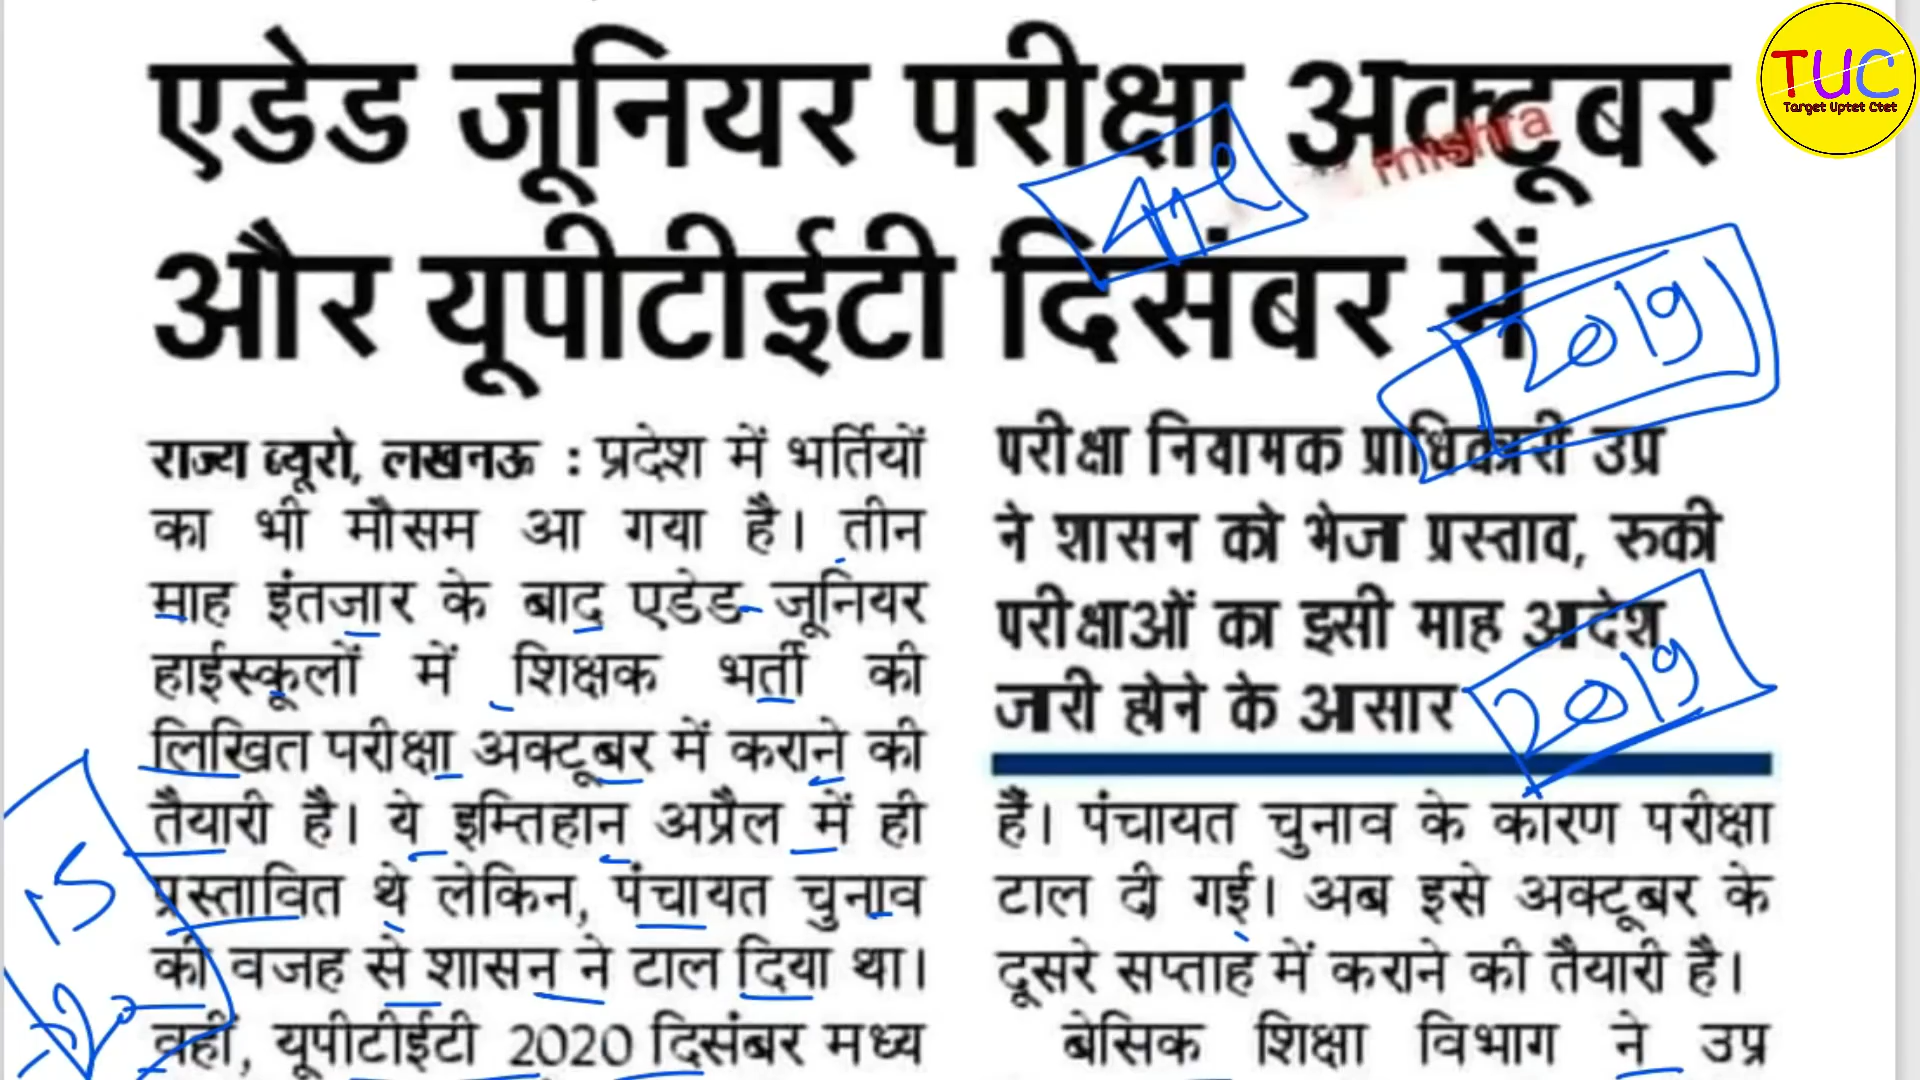 एडेड जूनियर परीक्षा अक्टूबर
और यूपीटीईटी दिसंबर में
mishra
TUC
Target Uptet Ctet
2019
राज्य ब्यूरो, लखनऊ : प्रदेश में भर्तियों
का भी मौसम आ गया है। तीन
माह इंतजार के बाद एडेड जूनियर
हाईस्कूलों में शिक्षक भर्ती की
लिखित परीक्षा अक्टूबर में कराने की
तैयारी है। ये इम्तिहान अप्रैल में ही
प्रस्तावित थे लेकिन, पंचायत चुनाव
की वजह से शासन ने टाल दिया था।
वहीं, यूपीटीईटी 2020 दिसंबर मध्य
15
परीक्षा नियामक प्राधिकारी उप्र
ने शासन को भेजा प्रस्ताव, रुकी
परीक्षाओं का इसी माह आदेश
जारी होने के आसार
2019
हैं। पंचायत चुनाव के कारण परीक्षा
टाल दी गई। अब इसे अक्टूबर के
दूसरे सप्ताह में कराने की तैयारी है।
बेसिक शिक्षा विभाग ने उप्र